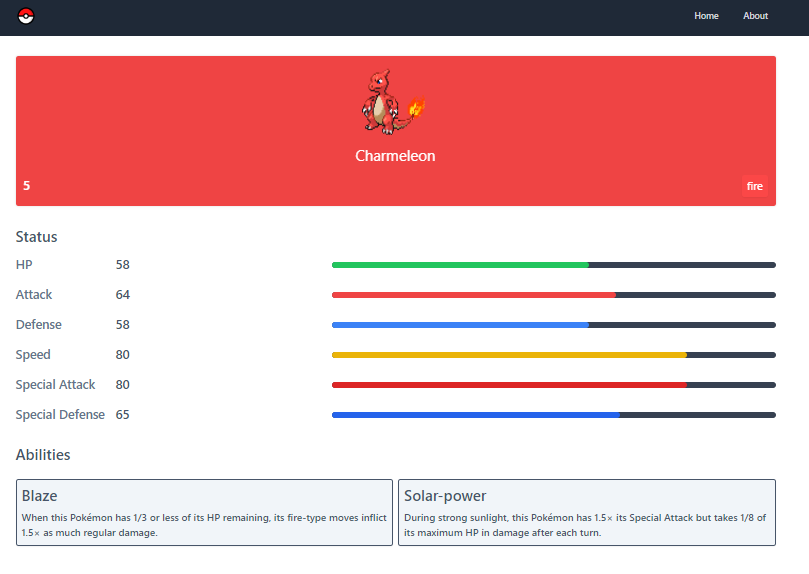 Home About
Charmeleon
5 fire
Status
HP 58
Attack 64
Defense 58
Speed 80
Special Attack 80
Special Defense 65
Abilities
Blaze
When this Pokémon has 1/3 or less of its HP remaining, its fire-type moves inflict
1.5× as much regular damage.
Solar-power
During strong sunlight, this Pokémon has 1.5× its Special Attack but takes 1/8 of
its maximum HP in damage after each turn.